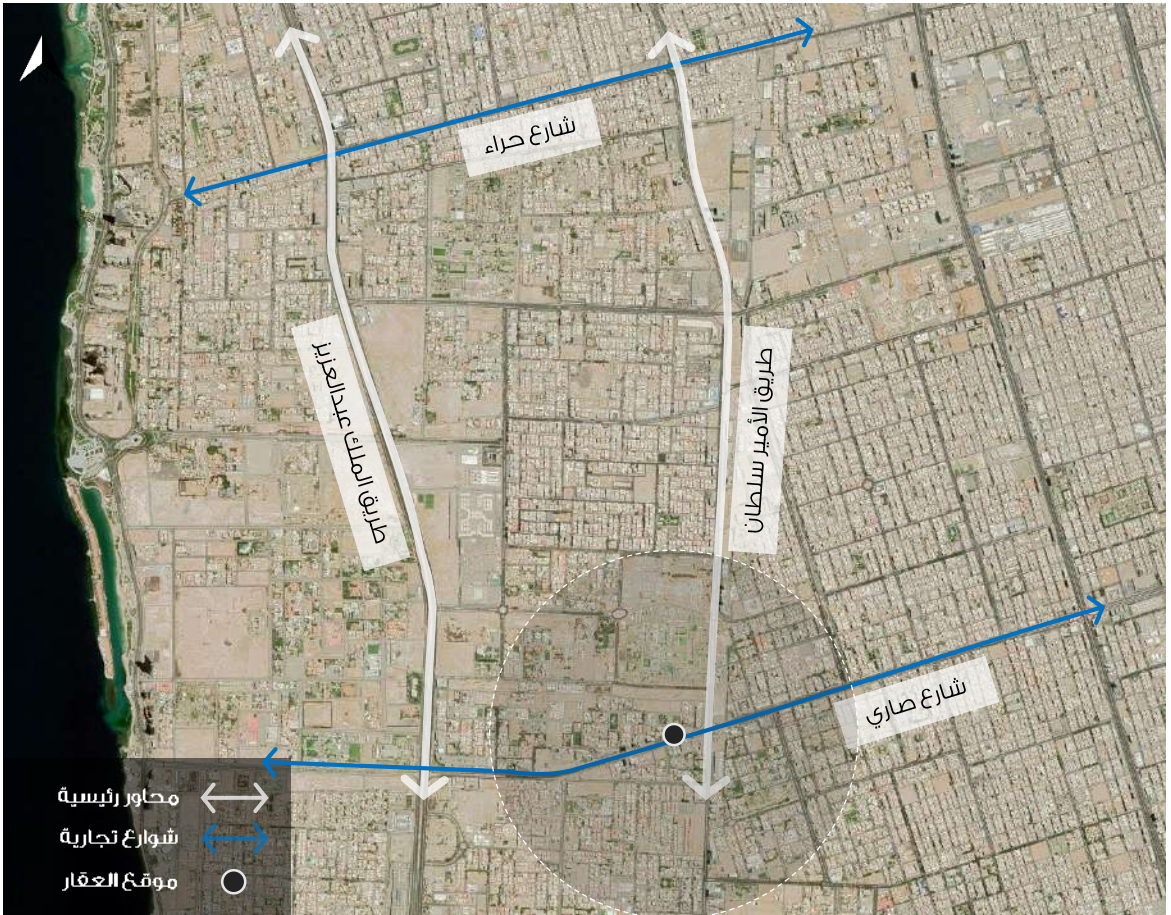 شارع حراء
طريق الملك عبدالعزيز
طريق الأمير سلطان
شارع صاري
محاور رئيسية
شوارع تجارية
موقع العقار